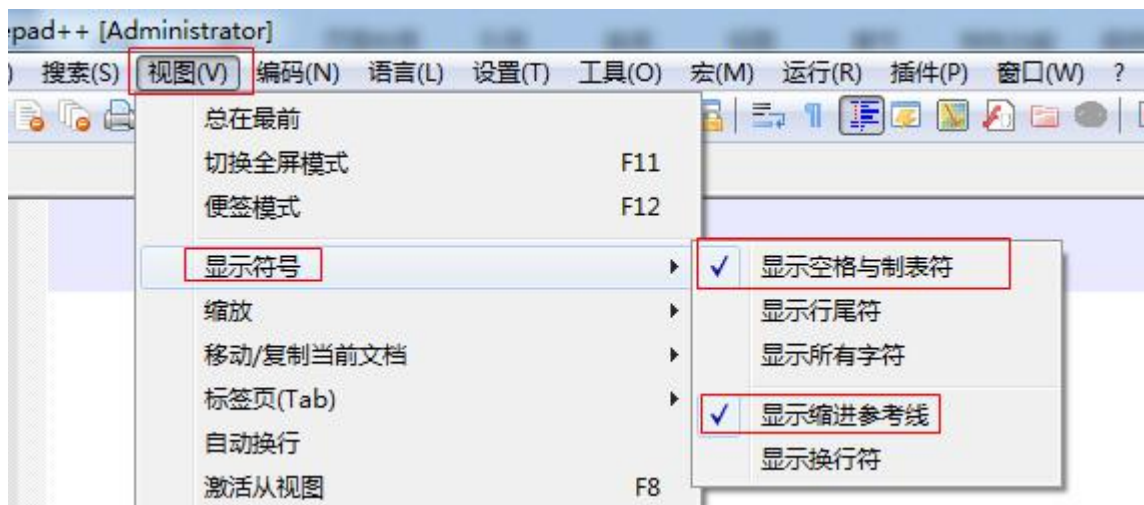 pad++ [Administrator]
) 搜索(S) 视图(V) 编码(N) 语言(L) 设置(T) 工具(O) 宏(M) 运行(R) 插件(P) 窗口(W) ?
总在最前
切换全屏模式 F11
便签模式 F12
显示符号
显示空格与制表符
缩放
显示行尾符
移动/复制当前文档
显示所有字符
标签页(Tab)
显示缩进参考线
自动换行
显示换行符
激活从视图 F8